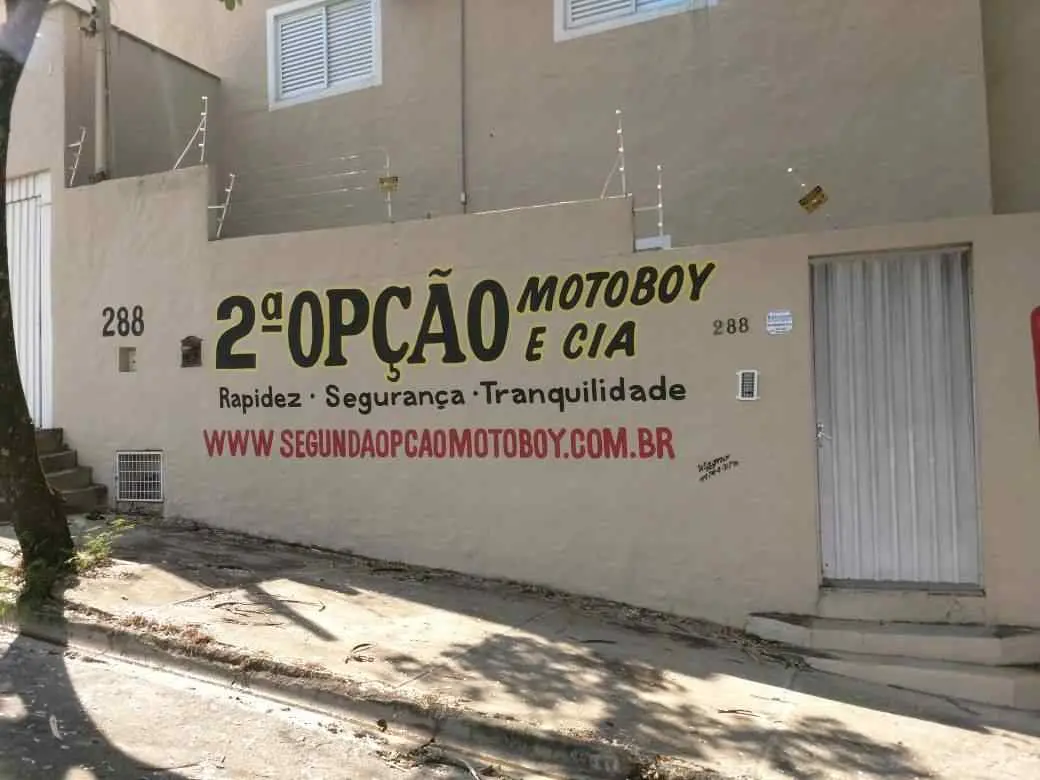 288
2ª OPÇÃO MOTOBOY
E CIA
288
Rapidez · Segurança · Tranquilidade
WWW.SEGUNDAOPCAOMOTOBOY.COM.BR